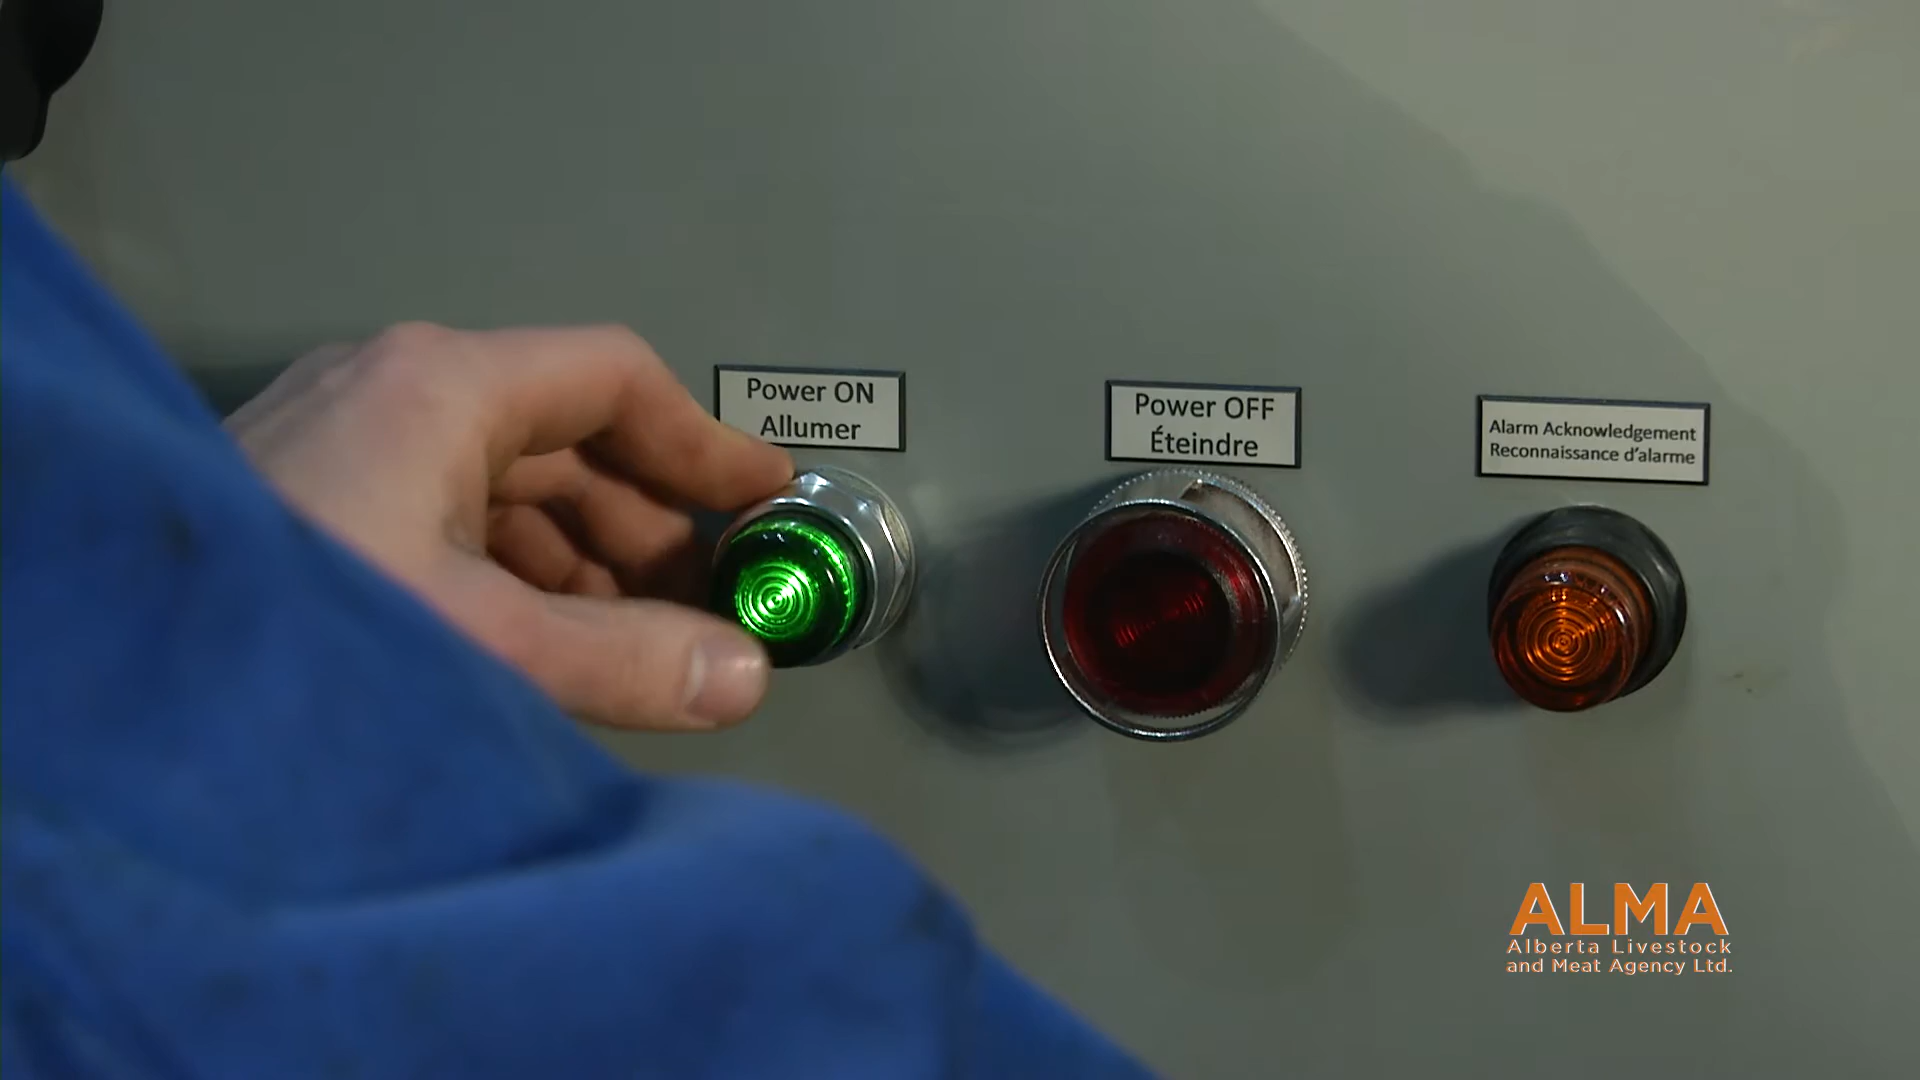 Power ON
Allumer
Power OFF
Éteindre
Alarm Acknowledgement
Reconnaissance d'alarme
ALMA
Alberta Livestock
and Meat Agency Ltd.